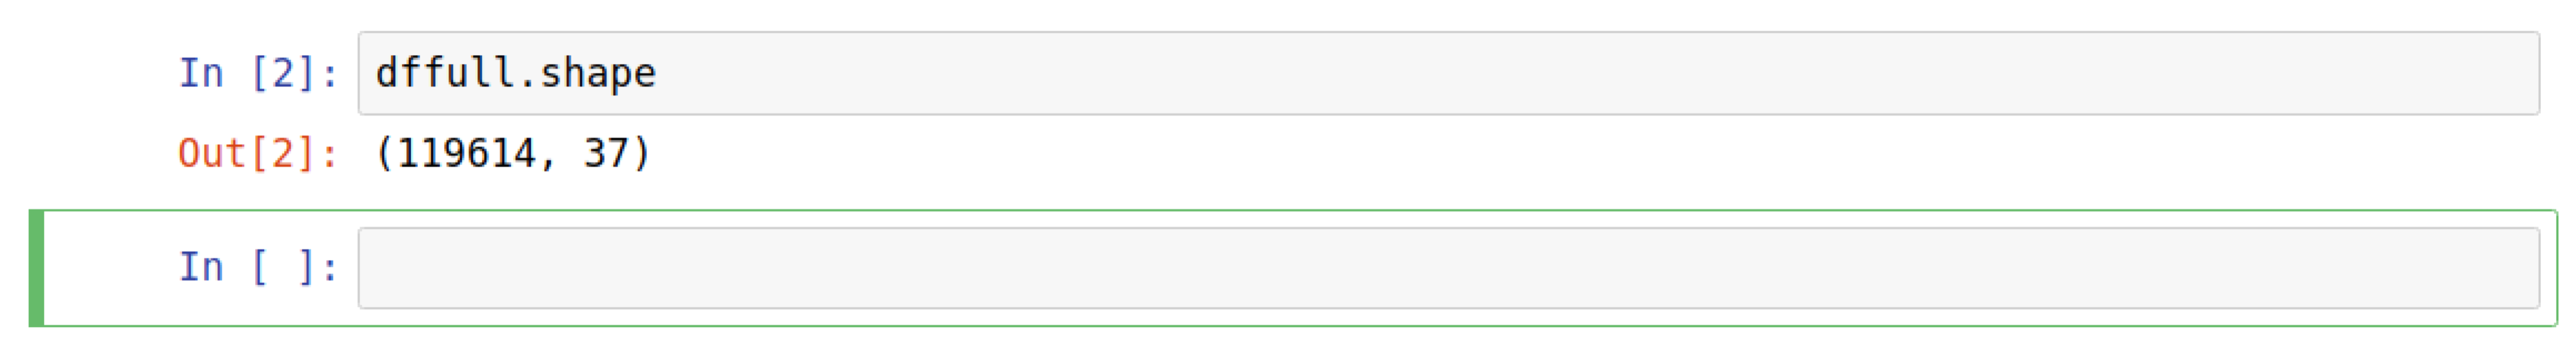 In [2]: dffull.shape
Out[2]: (119614, 37)
In [ ]: